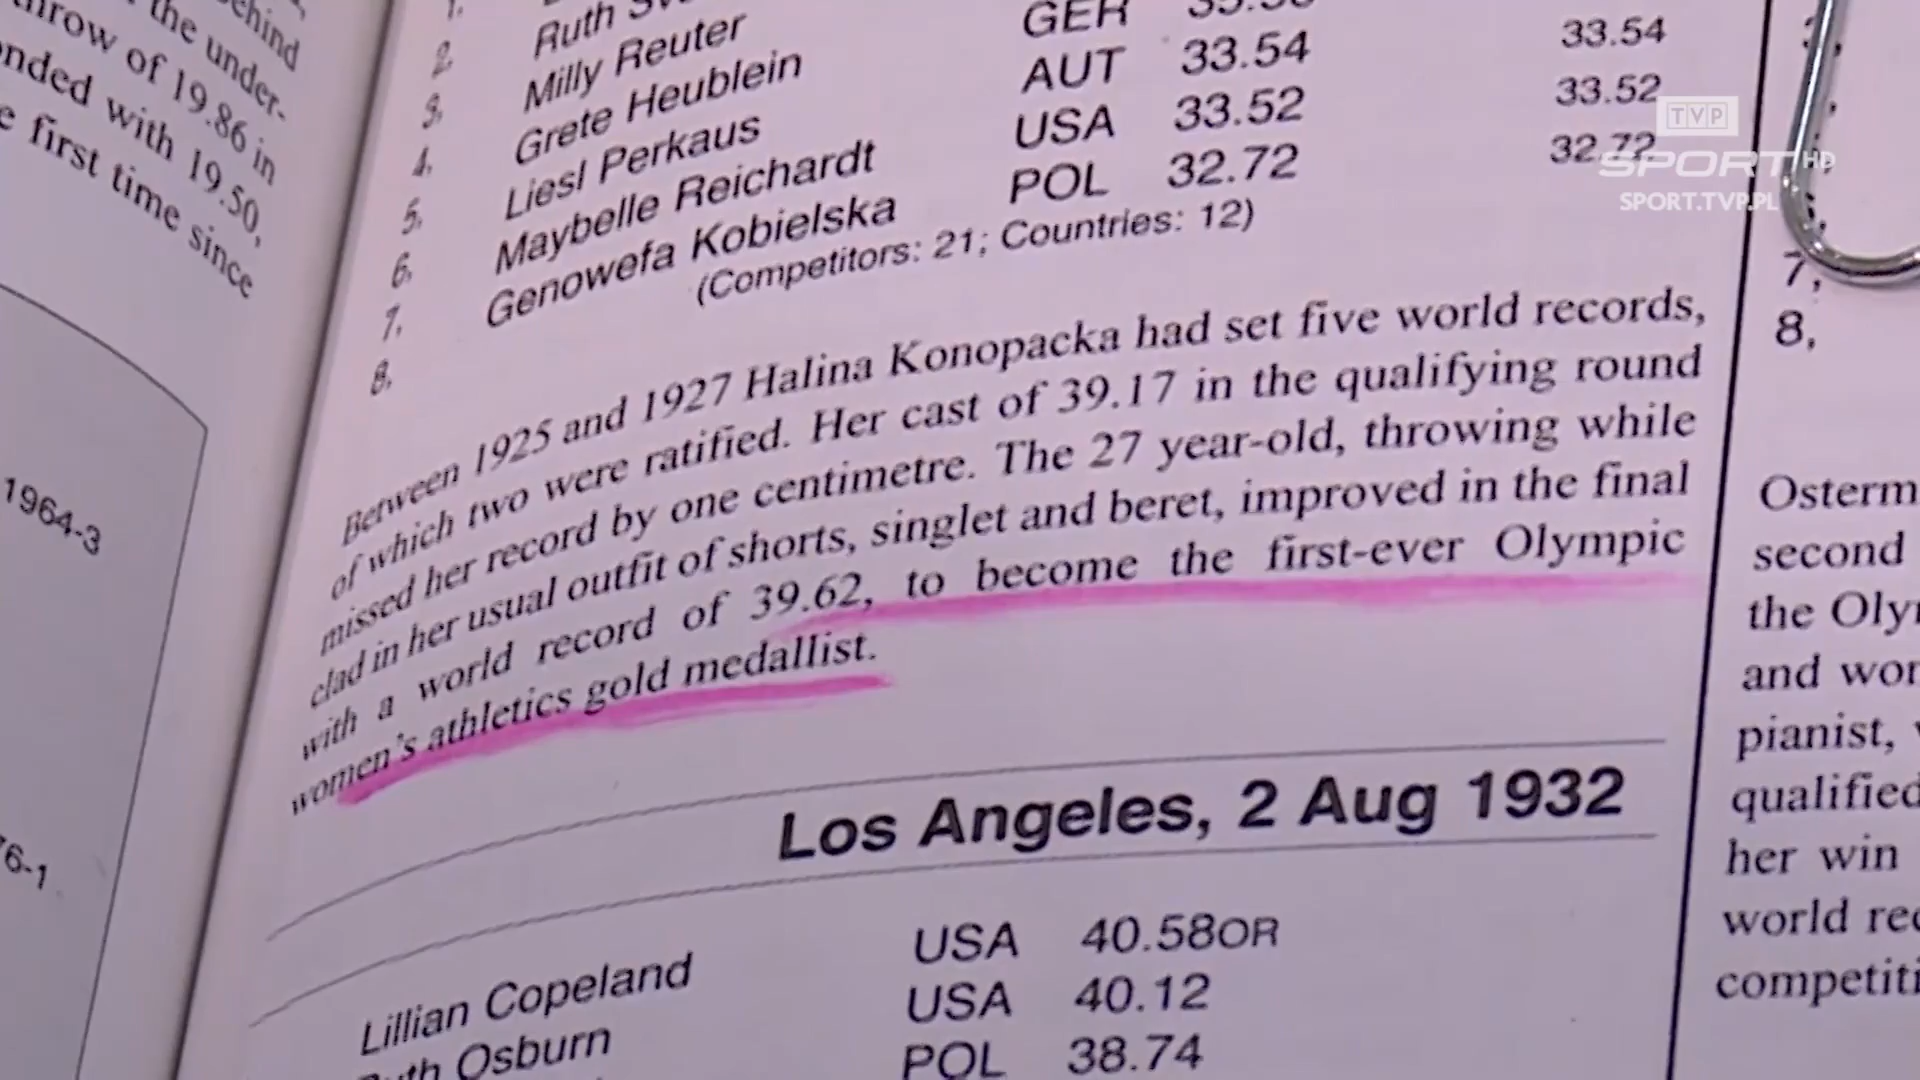 ehind
the under-
hrow of 19.86 in
onded with 19.50,
e first time since
1964-3
76-1
1.
2. Ruth
3. Milly Reuter GER
4. Grete Heublein AUT 33.54 33.54
5. Liesl Perkaus USA 33.52 33.52
6. Maybelle Reichardt POL 32.72 32.72
7. Genowefa Kobielska
8. (Competitors: 21; Countries: 12)
Between 1925 and 1927 Halina Konopacka had set five world records,
of which two were ratified. Her cast of 39.17 in the qualifying round
missed her record by one centimetre. The 27 year-old, throwing while
clad in her usual outfit of shorts, singlet and beret, improved in the final
with a world record of 39.62, to become the first-ever Olympic
women's athletics gold medallist.
Los Angeles, 2 Aug 1932
Lillian Copeland USA 40.58OR
Osburn USA 40.12
POL 38.74
7,
8,
Osterm
second
the Oly
and wor
pianist,
qualified
her win
world rec
competiti
TVP
SPORT HD
SPORT.TVP.PL